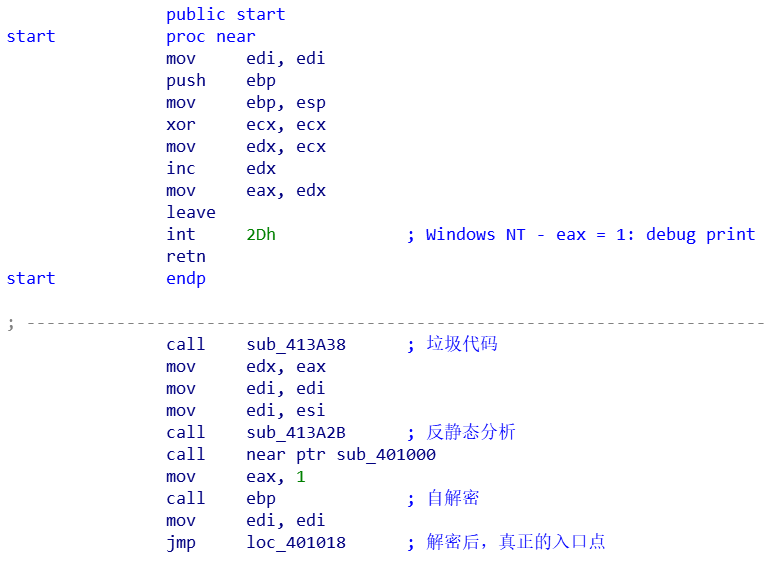 public start
start proc near
mov edi, edi
push ebp
mov ebp, esp
xor ecx, ecx
mov edx, ecx
inc edx
mov eax, edx
leave
int 2Dh ; Windows NT - eax = 1: debug print
retn
start endp
; ---------------------------------------------------------------------------
call sub_413A38 ; 垃圾代码
mov edx, eax
mov edi, edi
mov edi, esi
call sub_413A2B ; 反静态分析
call near ptr sub_401000
mov eax, 1
call ebp ; 自解密
mov edi, edi
jmp loc_401018 ; 解密后，真正的入口点